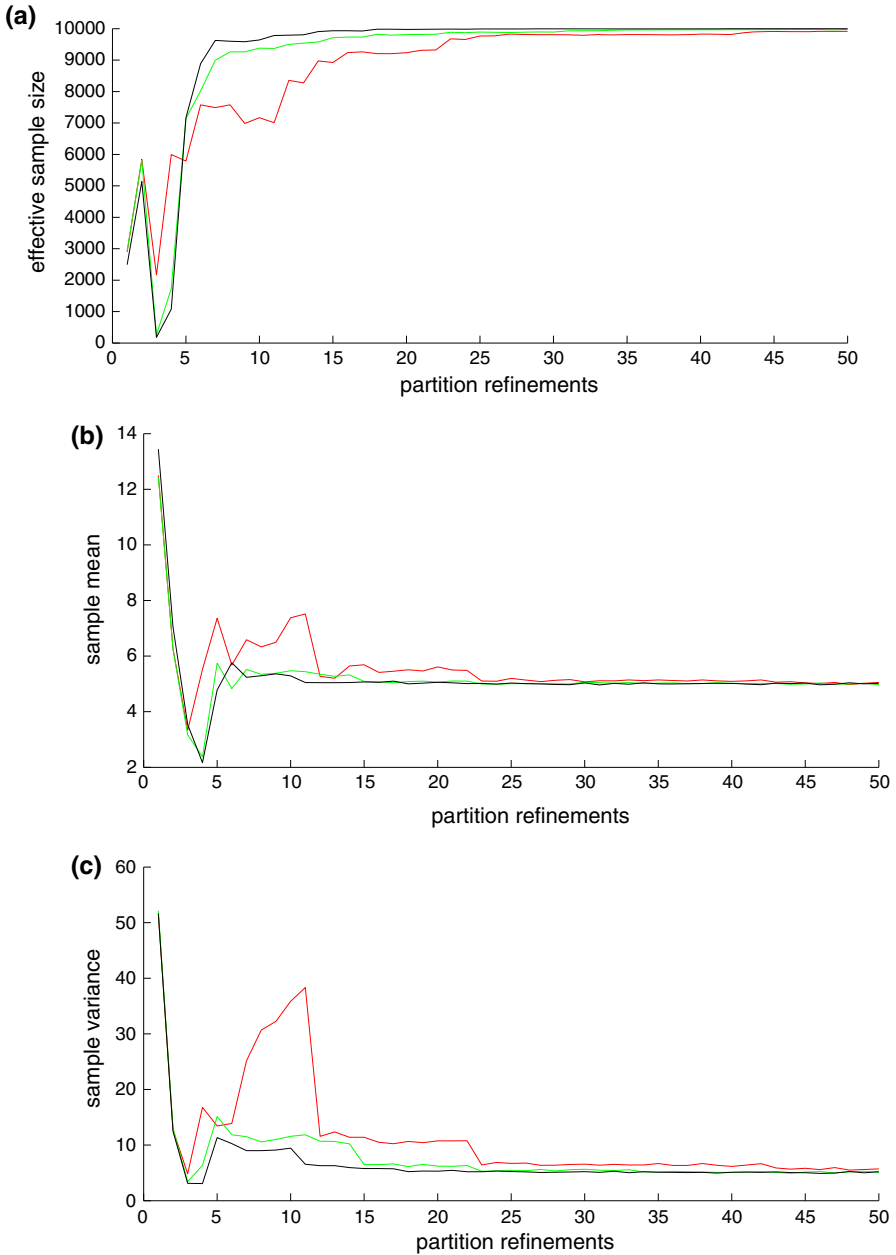 (a)
10000
9000
8000
7000
6000
5000
4000
3000
2000
1000
0
effective sample size
0 5 10 15 20 25 30 35 40 45 50
partition refinements
(b)
14
12
10
8
6
4
2
sample mean
0 5 10 15 20 25 30 35 40 45 50
partition refinements
(c)
60
50
40
30
20
10
0
sample variance
0 5 10 15 20 25 30 35 40 45 50
partition refinements